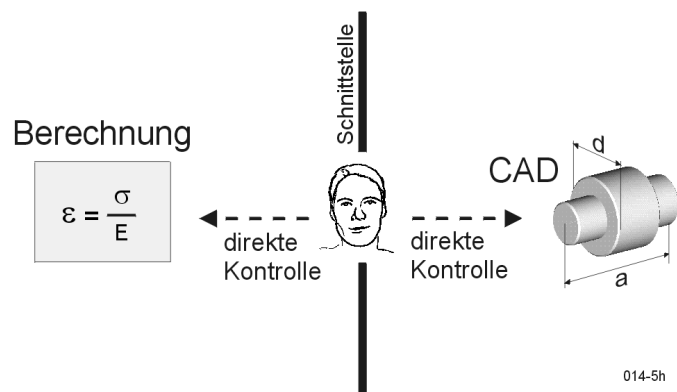 Schnittstelle
Berechnung
ε = σ / E
direkte
Kontrolle
direkte
Kontrolle
CAD
d
a
014-5h